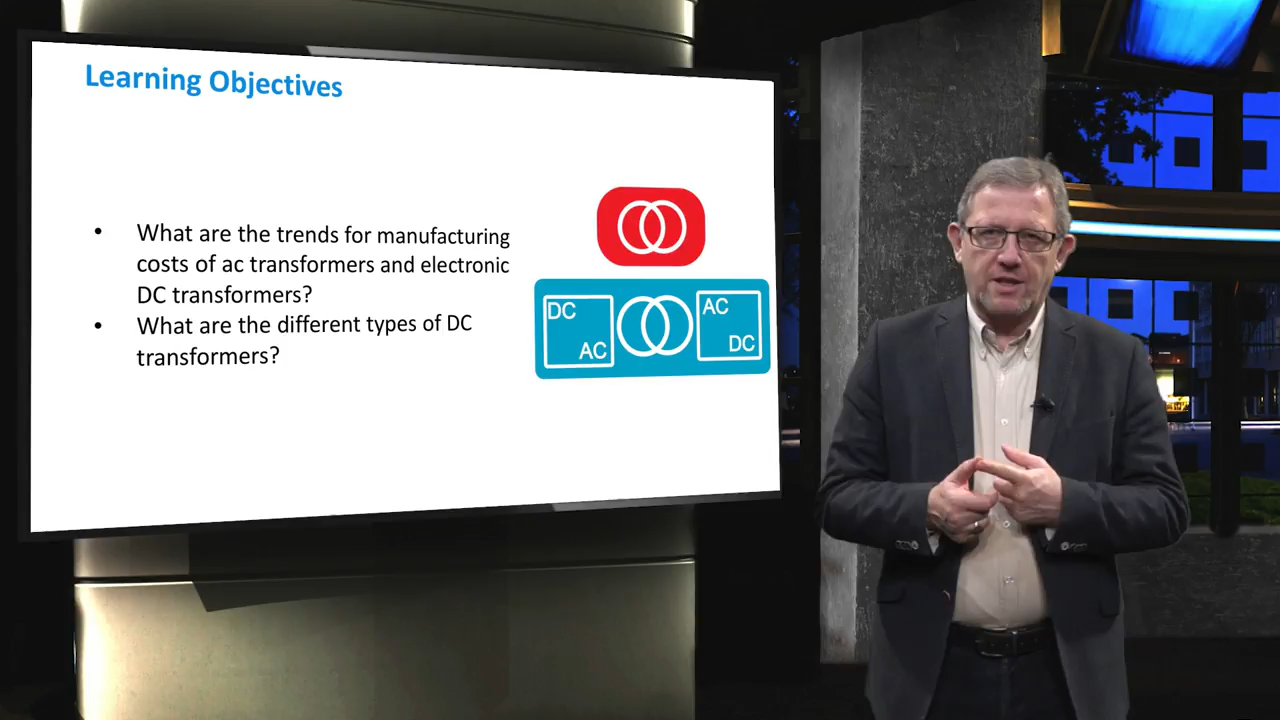 Learning Objectives
• What are the trends for manufacturing
costs of ac transformers and electronic
DC transformers?
• What are the different types of DC
transformers?
DC
AC
AC
DC